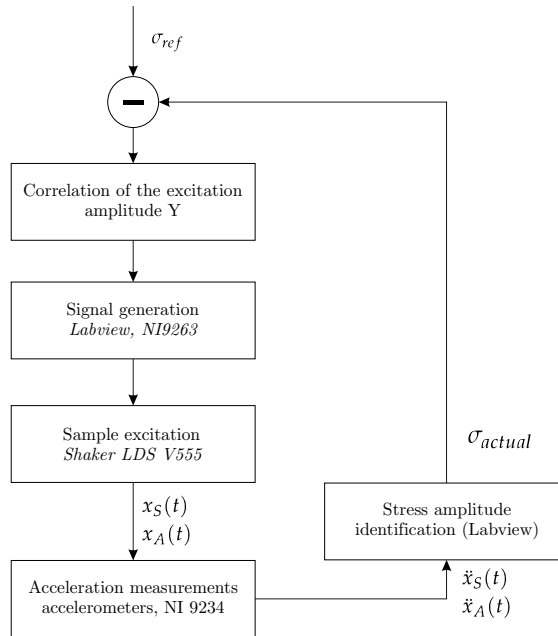 σ_ref
Correlation of the excitation
amplitude Y
Signal generation
Labview, NI9263
Sample excitation
Shaker LDS V555
x_S(t)
x_A(t)
Acceleration measurements
accelerometers, NI 9234
σ_actual
Stress amplitude
identification (Labview)
ẍ_S(t)
ẍ_A(t)